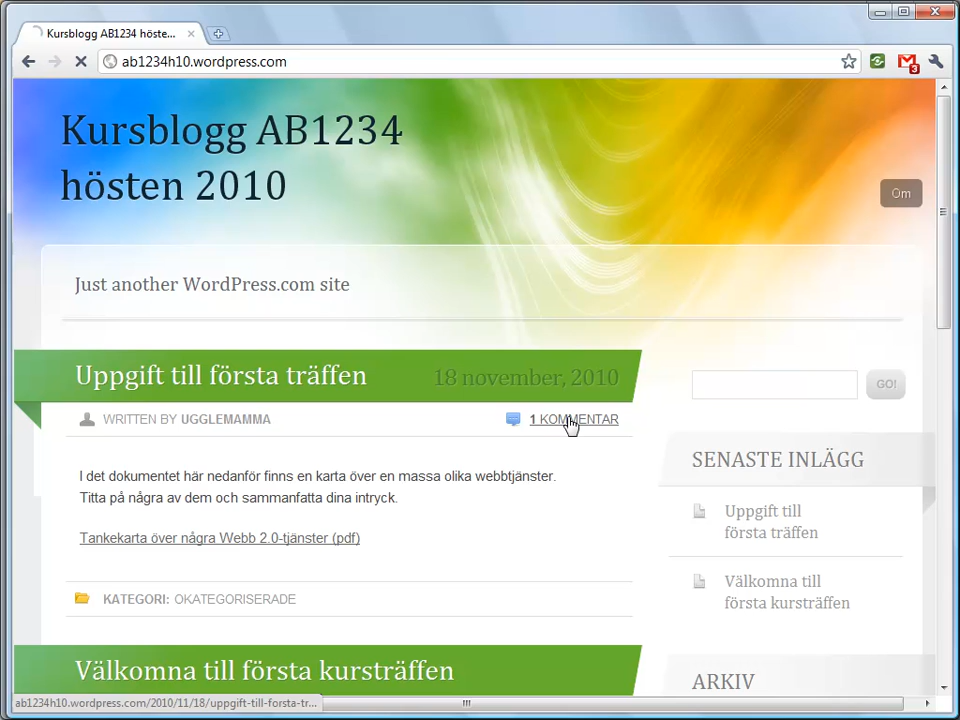 Kursblogg AB1234 höste...
ab1234h10.wordpress.com
3
Kursblogg AB1234
hösten 2010
Om
Just another WordPress.com site
Uppgift till första träffen
18 november, 2010
WRITTEN BY UGGLEMAMMA
1 KOMMENTAR
I det dokumentet här nedanför finns en karta över en massa olika webbtjänster.
Titta på några av dem och sammanfatta dina intryck.
Tankekarta över några Webb 2.0-tjänster (pdf)
KATEGORI: OKATEGORISERADE
Välkomna till första kursträffen
GO!
SENASTE INLÄGG
Uppgift till
första träffen
Välkomna till
första kursträffen
ARKIV
ab1234h10.wordpress.com/2010/11/18/uppgift-till-forsta-tr...